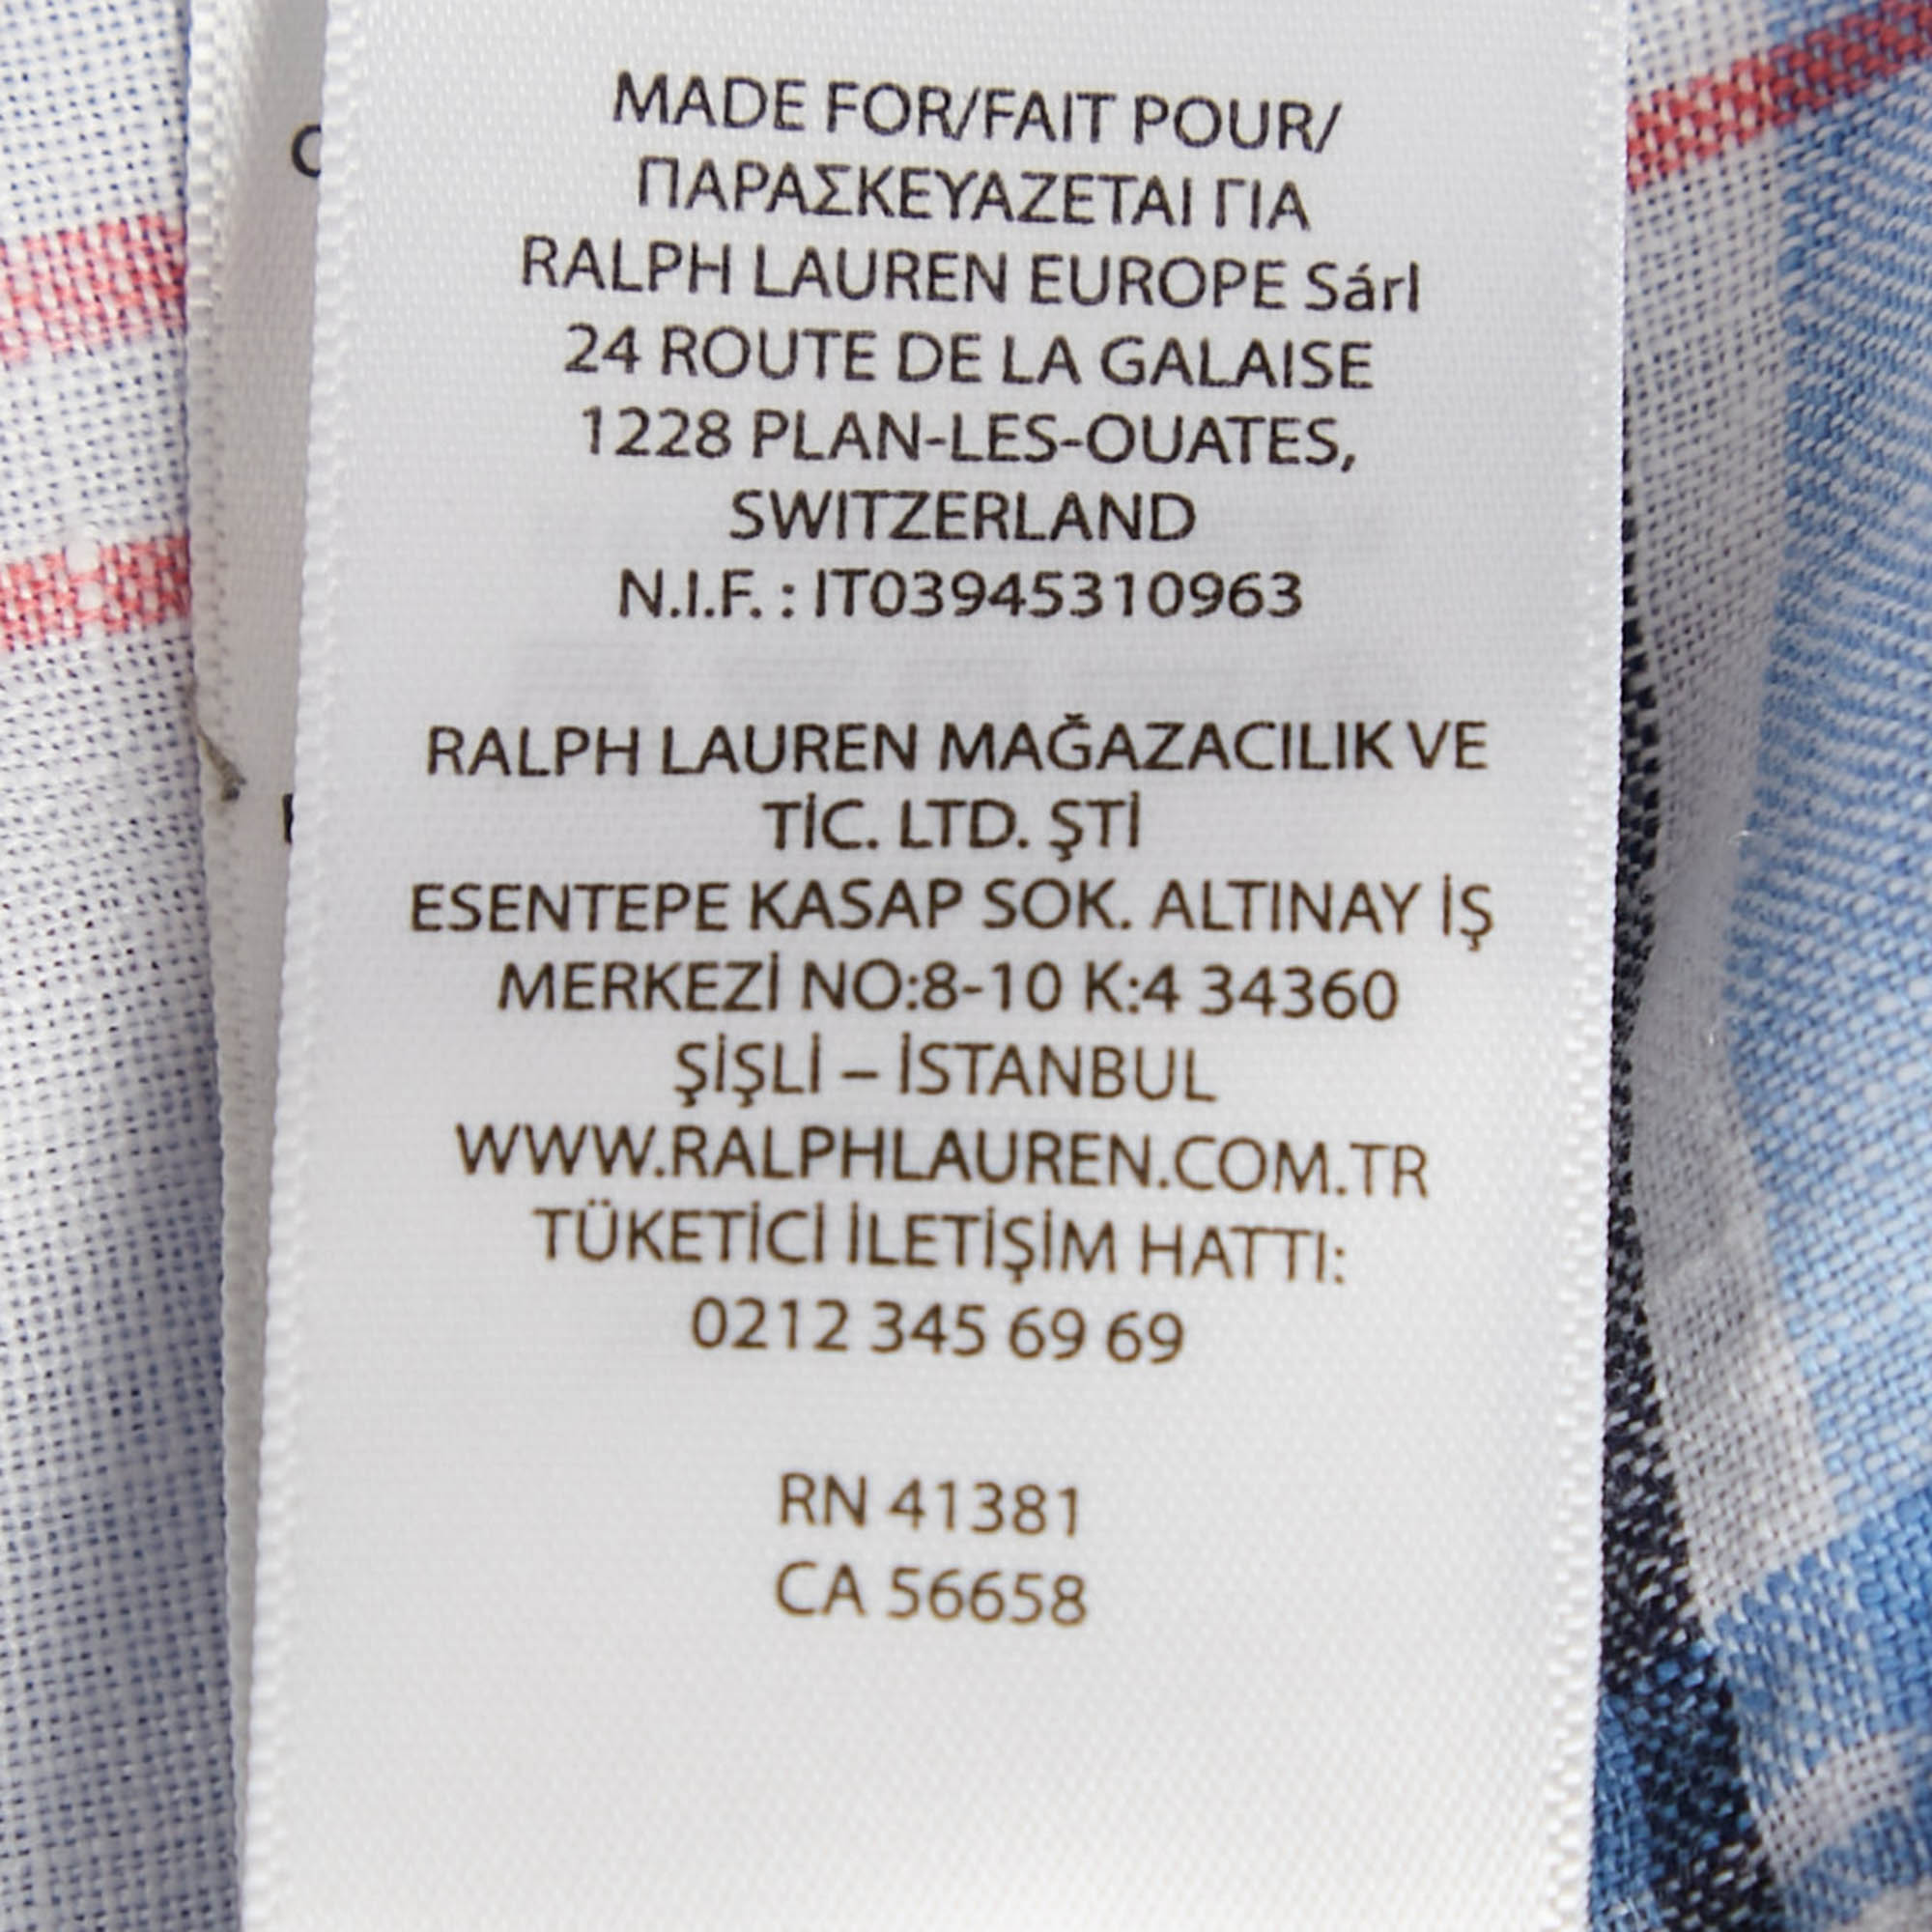 MADE FOR/FAIT POUR/
ΠΑΡΑΣΚΕΥΑΖΕΤΑΙ ΓΙΑ
RALPH LAUREN EUROPE Sárl
24 ROUTE DE LA GALAISE
1228 PLAN-LES-OUATES,
SWITZERLAND
N.I.F. : IT03945310963
RALPH LAUREN MAĞAZACILIK VE
TİC. LTD. ŞTİ
ESENTEPE KASAP SOK. ALTINAY İŞ
MERKEZİ NO:8-10 K:4 34360
ŞİŞLİ – İSTANBUL
WWW.RALPHLAUREN.COM.TR
TÜKETİCİ İLETİŞİM HATTI:
0212 345 69 69
RN 41381
CA 56658